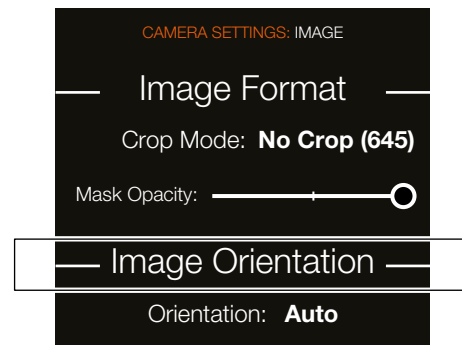 CAMERA SETTINGS: IMAGE
Image Format
Crop Mode: No Crop (645)
Mask Opacity:
Image Orientation
Orientation: Auto